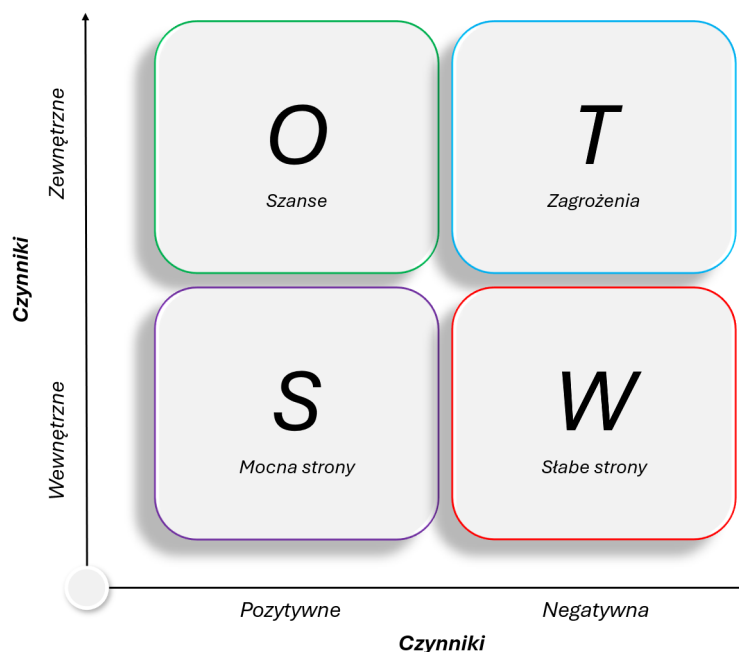 Zewnętrzne
O
Szanse
T
Zagrożenia
Czynniki
Wewnętrzne
S
Mocna strony
W
Słabe strony
Pozytywne
Negatywna
Czynniki